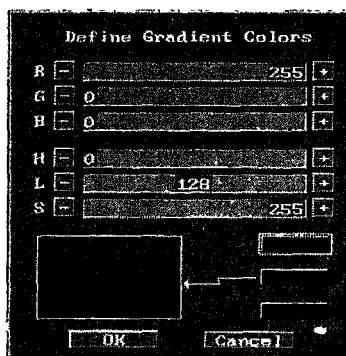 Define Gradient Colors
R - 255 +
G - 0 +
B - 0 +
H - 0 +
L - 128 +
S - 255 +
OK Cancel